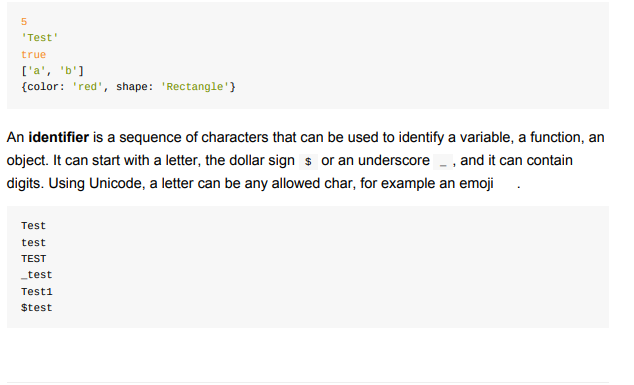 5
'Test'
true
['a', 'b']
{color: 'red', shape: 'Rectangle'}
An identifier is a sequence of characters that can be used to identify a variable, a function, an
object. It can start with a letter, the dollar sign $ or an underscore _ , and it can contain
digits. Using Unicode, a letter can be any allowed char, for example an emoji .
Test
test
TEST
_test
Test1
$test